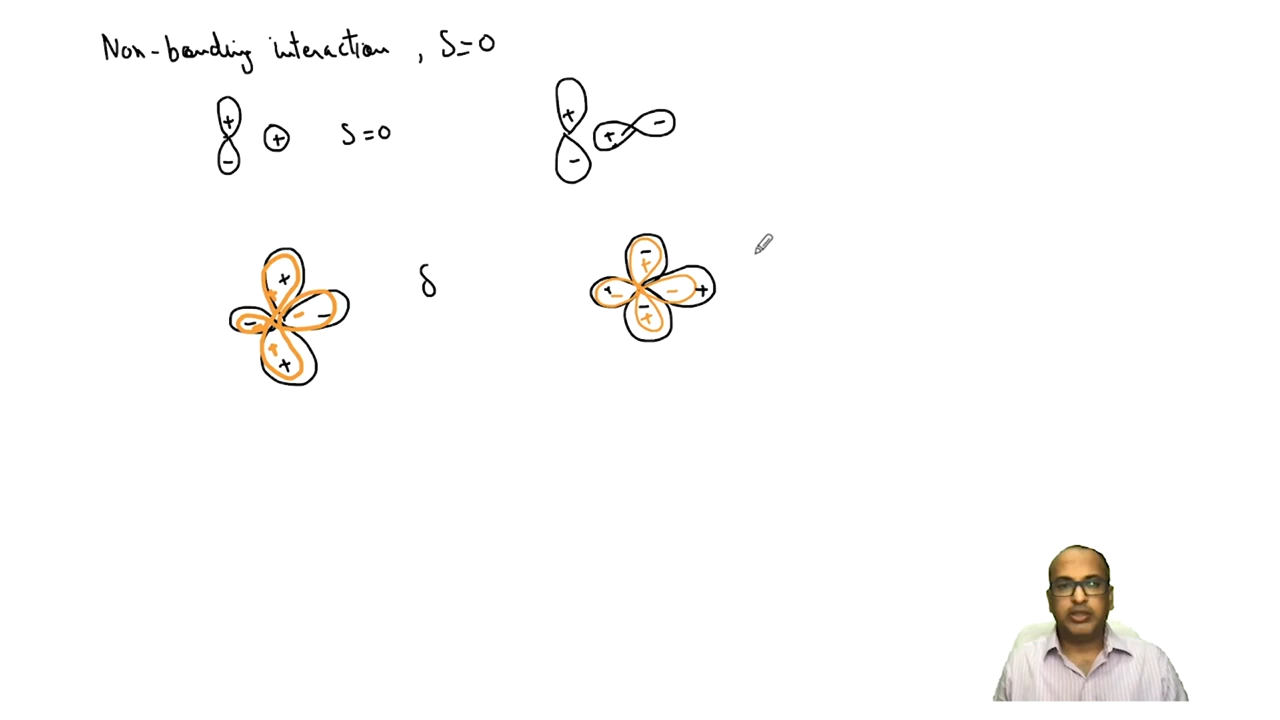 Non-bonding interaction , S=0
+ + S=0 + + -
- -
+ - +
- - - δ + - - +
+ + - +